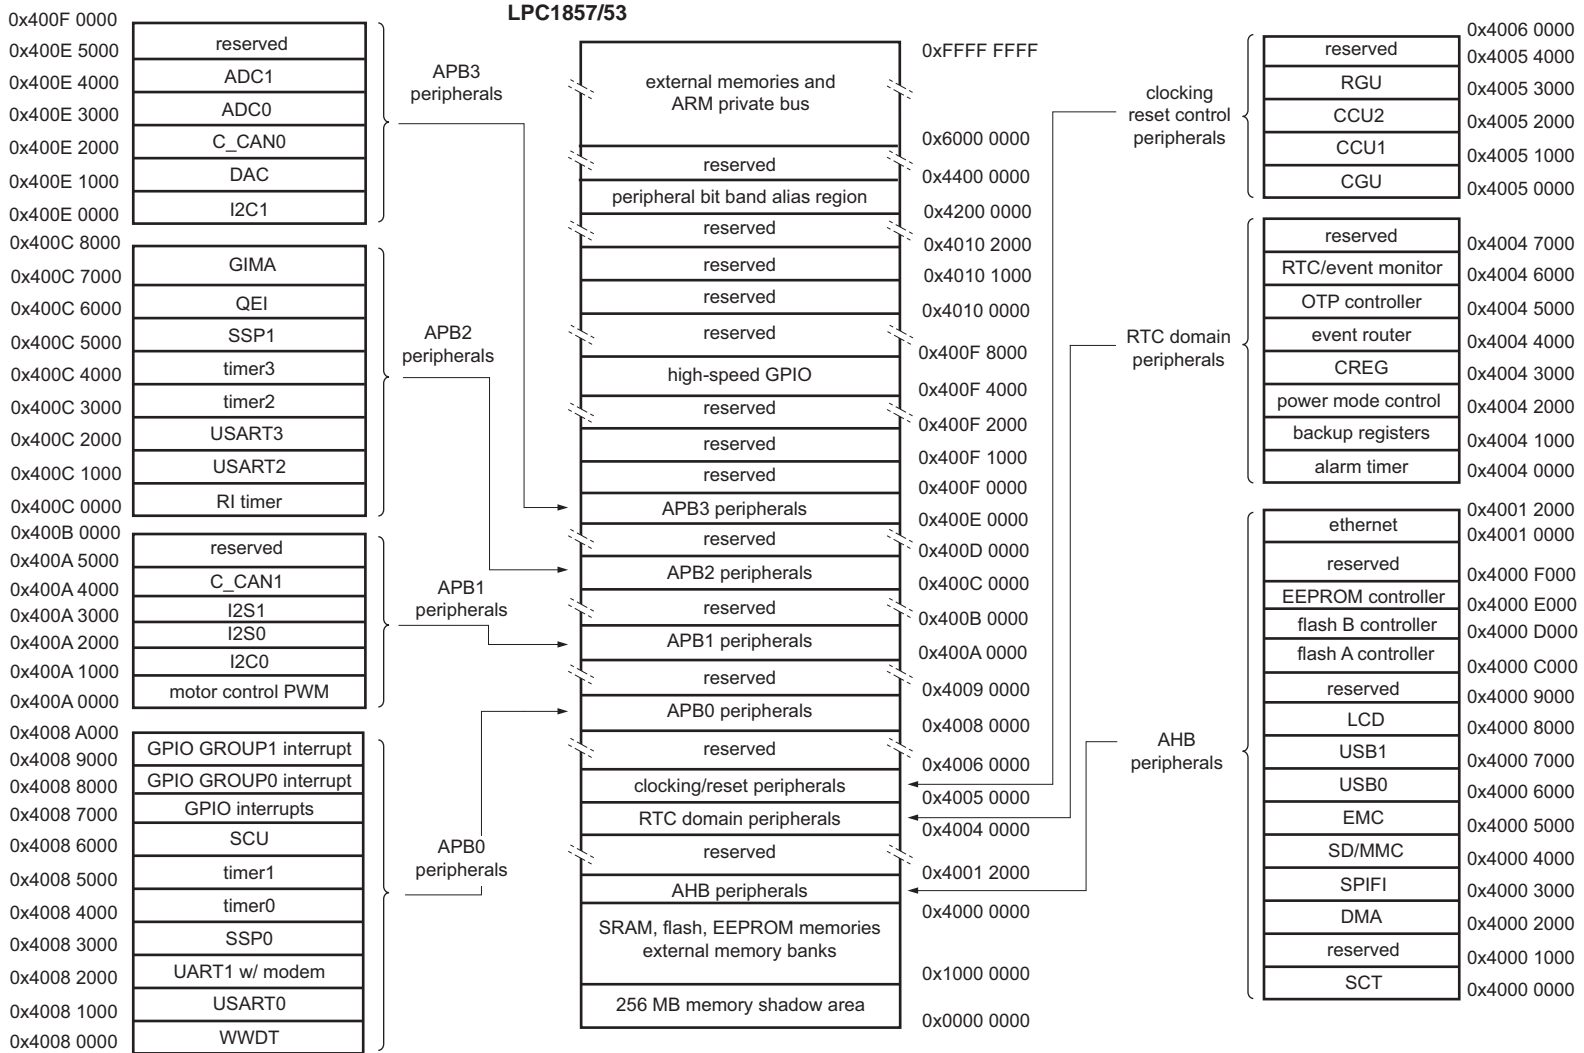 LPC1857/53
0x400F 0000
reserved
0x400E 5000
ADC1
0x400E 4000
ADC0
0x400E 3000
C_CAN0
0x400E 2000
DAC
0x400E 1000
I2C1
0x400E 0000
APB3
peripherals
0x400C 8000
GIMA
0x400C 7000
QEI
0x400C 6000
SSP1
0x400C 5000
timer3
0x400C 4000
timer2
0x400C 3000
USART3
0x400C 2000
USART2
0x400C 1000
RI timer
0x400C 0000
APB2
peripherals
0x400B 0000
reserved
0x400A 5000
C_CAN1
0x400A 4000
I2S1
0x400A 3000
I2S0
0x400A 2000
I2C0
0x400A 1000
motor control PWM
0x400A 0000
APB1
peripherals
0x4008 A000
GPIO GROUP1 interrupt
0x4008 9000
GPIO GROUP0 interrupt
0x4008 8000
GPIO interrupts
0x4008 7000
SCU
0x4008 6000
timer1
0x4008 5000
timer0
0x4008 4000
SSP0
0x4008 3000
UART1 w/ modem
0x4008 2000
USART0
0x4008 1000
WWDT
0x4008 0000
APB0
peripherals
0xFFFF FFFF
external memories and
ARM private bus
0x6000 0000
reserved
0x4400 0000
peripheral bit band alias region
0x4200 0000
reserved
0x4010 2000
reserved
0x4010 1000
reserved
0x4010 0000
reserved
0x400F 8000
high-speed GPIO
0x400F 4000
reserved
0x400F 2000
reserved
0x400F 1000
reserved
0x400F 0000
APB3 peripherals
0x400E 0000
reserved
0x400D 0000
APB2 peripherals
0x400C 0000
reserved
0x400B 0000
APB1 peripherals
0x400A 0000
reserved
0x4009 0000
APB0 peripherals
0x4008 0000
reserved
0x4006 0000
clocking/reset peripherals
0x4005 0000
RTC domain peripherals
0x4004 0000
reserved
0x4001 2000
AHB peripherals
0x4000 0000
SRAM, flash, EEPROM memories
external memory banks
0x1000 0000
256 MB memory shadow area
0x0000 0000
clocking
reset control
peripherals
0x4006 0000
reserved
0x4005 4000
RGU
0x4005 3000
CCU2
0x4005 2000
CCU1
0x4005 1000
CGU
0x4005 0000
RTC domain
peripherals
reserved
0x4004 7000
RTC/event monitor
0x4004 6000
OTP controller
0x4004 5000
event router
0x4004 4000
CREG
0x4004 3000
power mode control
0x4004 2000
backup registers
0x4004 1000
alarm timer
0x4004 0000
AHB
peripherals
0x4001 2000
ethernet
0x4001 0000
reserved
0x4000 F000
EEPROM controller
0x4000 E000
flash B controller
0x4000 D000
flash A controller
0x4000 C000
reserved
0x4000 9000
LCD
0x4000 8000
USB1
0x4000 7000
USB0
0x4000 6000
EMC
0x4000 5000
SD/MMC
0x4000 4000
SPIFI
0x4000 3000
DMA
0x4000 2000
reserved
0x4000 1000
SCT
0x4000 0000